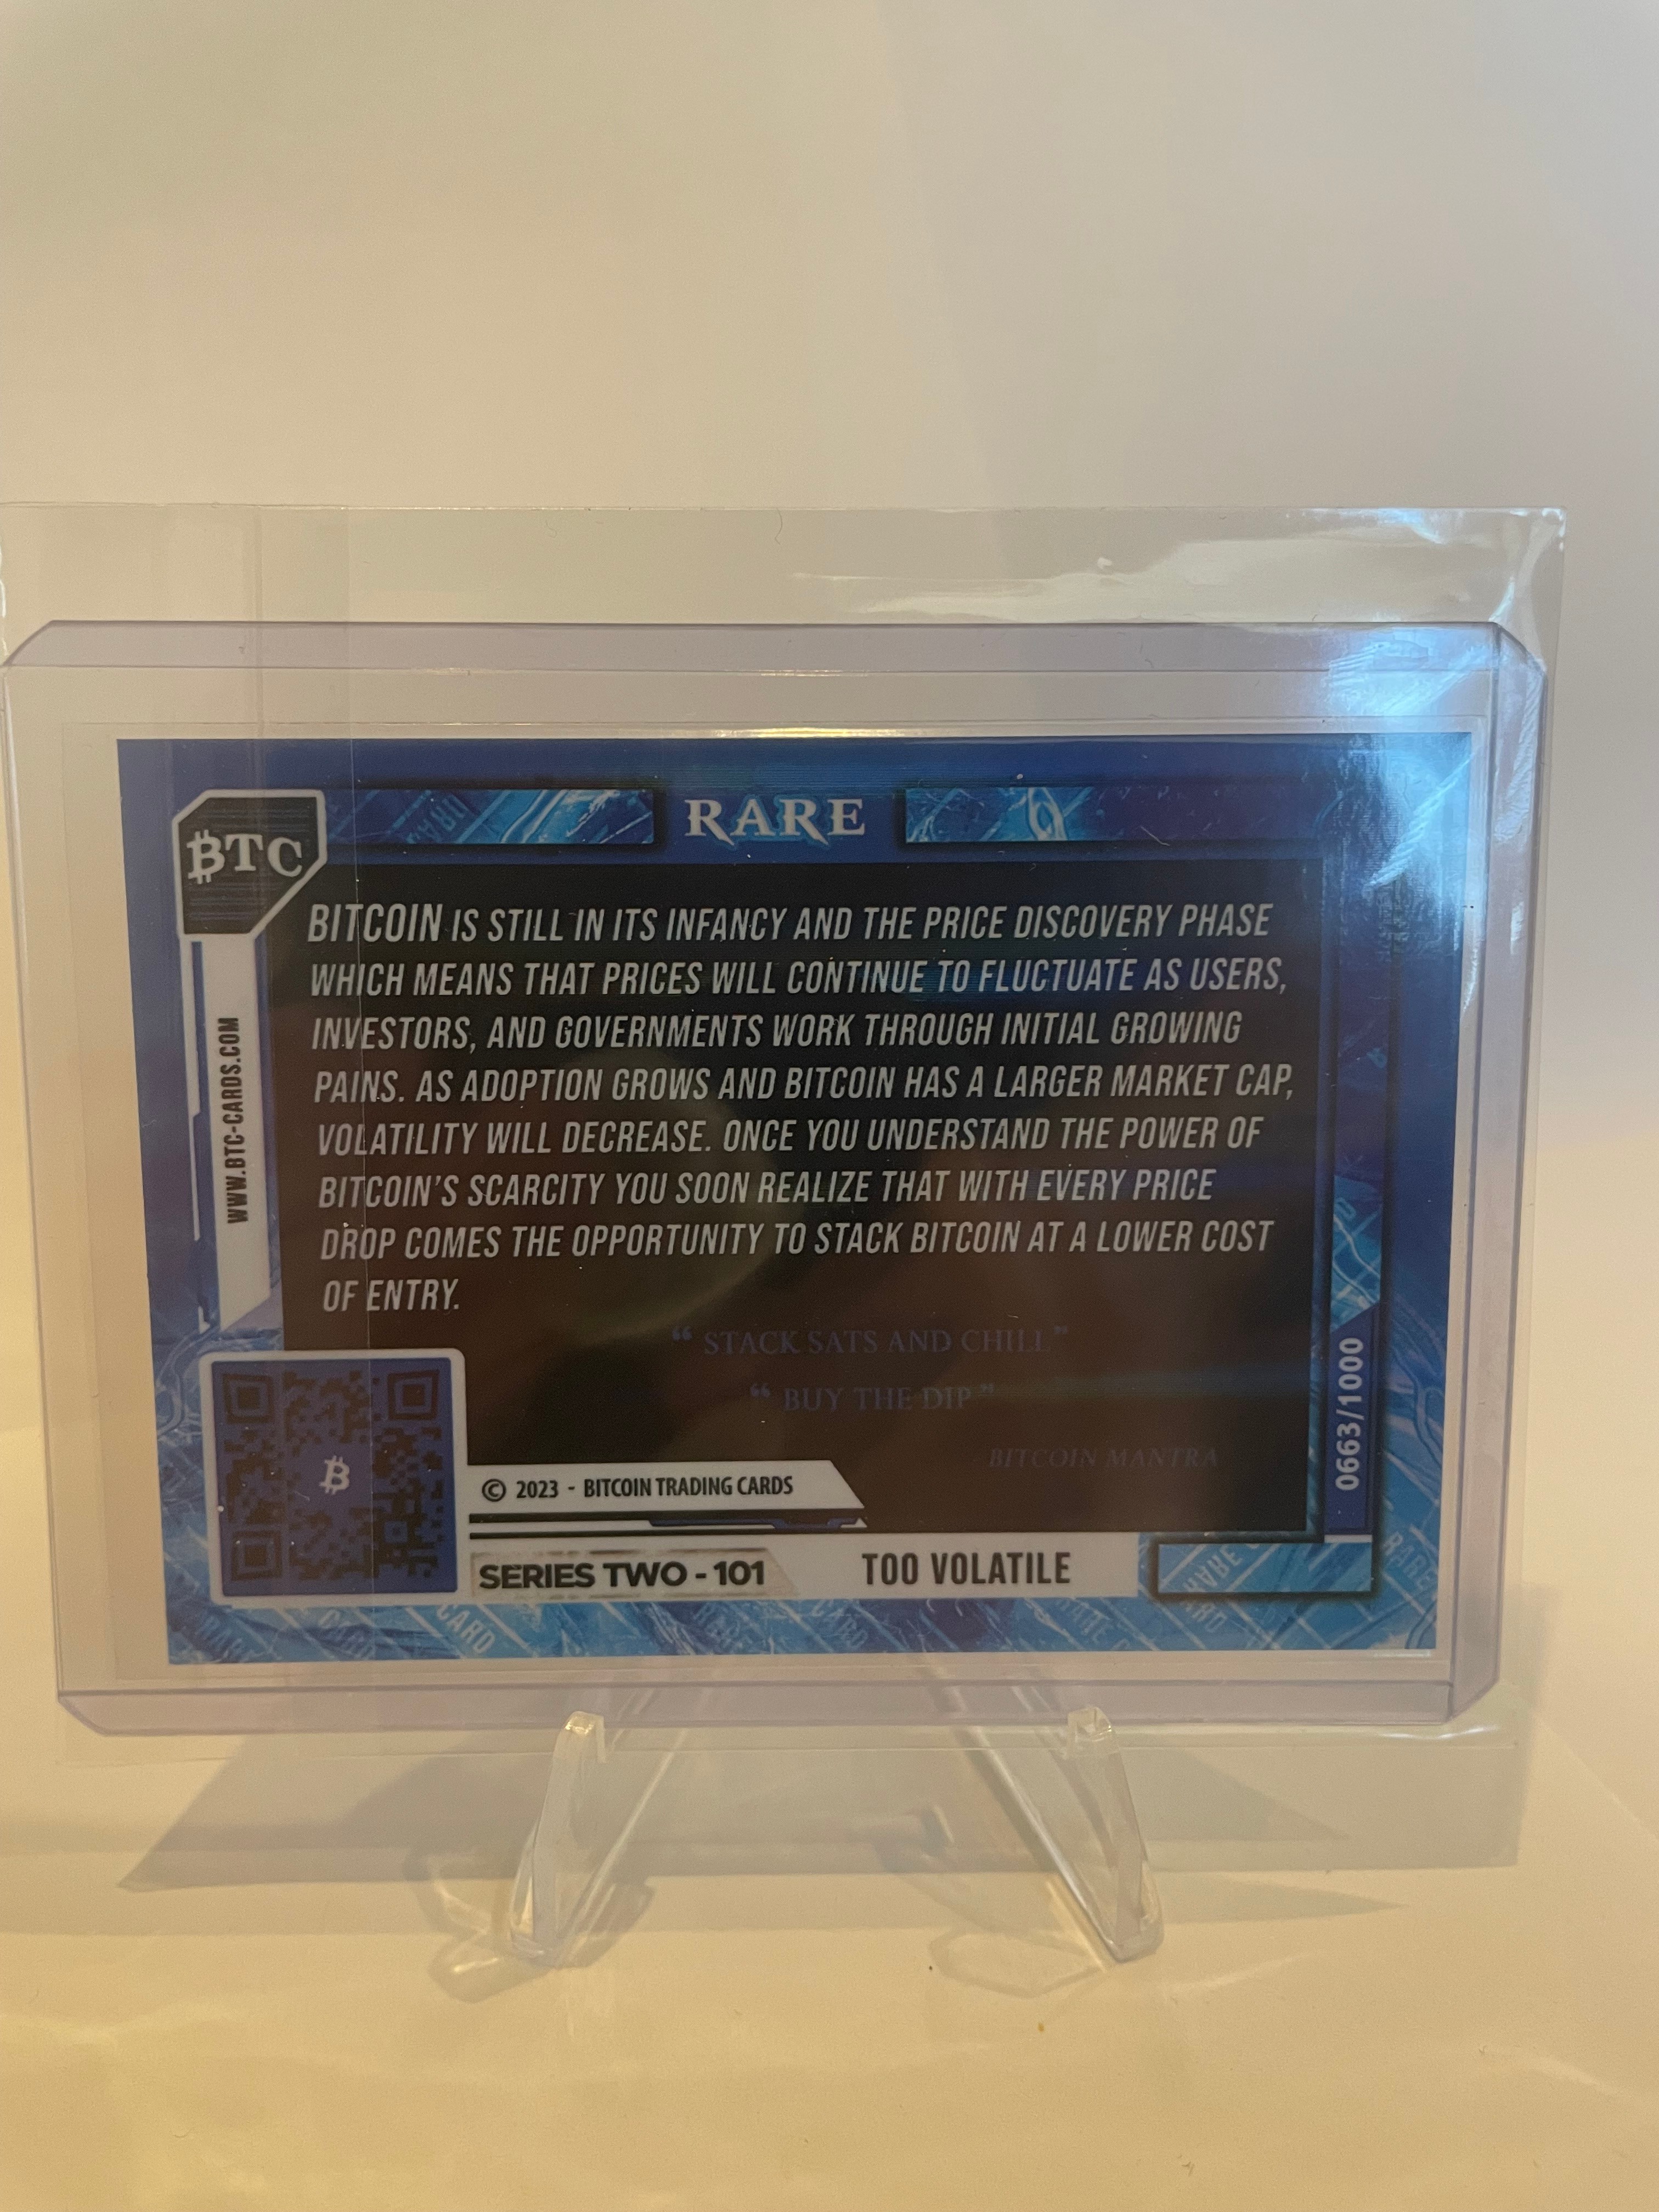 RARE
BTC
BITCOIN IS STILL IN ITS INFANCY AND THE PRICE DISCOVERY PHASE
WHICH MEANS THAT PRICES WILL CONTINUE TO FLUCTUATE AS USERS,
INVESTORS, AND GOVERNMENTS WORK THROUGH INITIAL GROWING
PAINS. AS ADOPTION GROWS AND BITCOIN HAS A LARGER MARKET CAP,
VOLATILITY WILL DECREASE. ONCE YOU UNDERSTAND THE POWER OF
BITCOIN'S SCARCITY YOU SOON REALIZE THAT WITH EVERY PRICE
DROP COMES THE OPPORTUNITY TO STACK BITCOIN AT A LOWER COST
OF ENTRY.
“ STACK SATS AND CHILL”
“ BUY THE DIP ”
BITCOIN MANTRA
WWW.BTC-CARDS.COM
0663/1000
₿
© 2023 - BITCOIN TRADING CARDS
SERIES TWO - 101
TOO VOLATILE
CARD
RARE